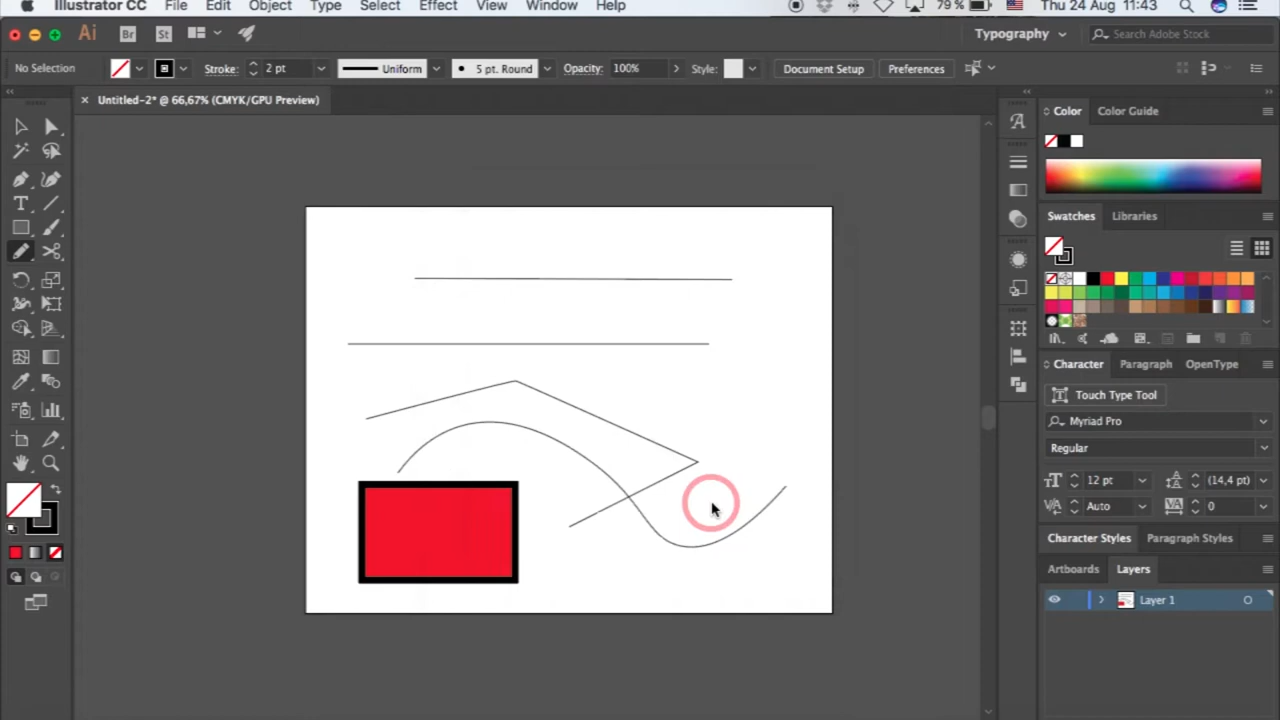 Illustrator CC File Edit Object Type Select Effect View Window Help 79 % Thu 24 Aug 11:43
Ai Br St Typography Search Adobe Stock
No Selection Stroke: 2 pt Uniform 5 pt. Round Opacity: 100% Style: Document Setup Preferences
Untitled-2* @ 66,67% (CMYK/GPU Preview)
Color Color Guide
Swatches Libraries
Character Paragraph OpenType
Touch Type Tool
Myriad Pro
Regular
12 pt (14,4 pt)
Auto 0
Character Styles Paragraph Styles
Artboards Layers
Layer 1